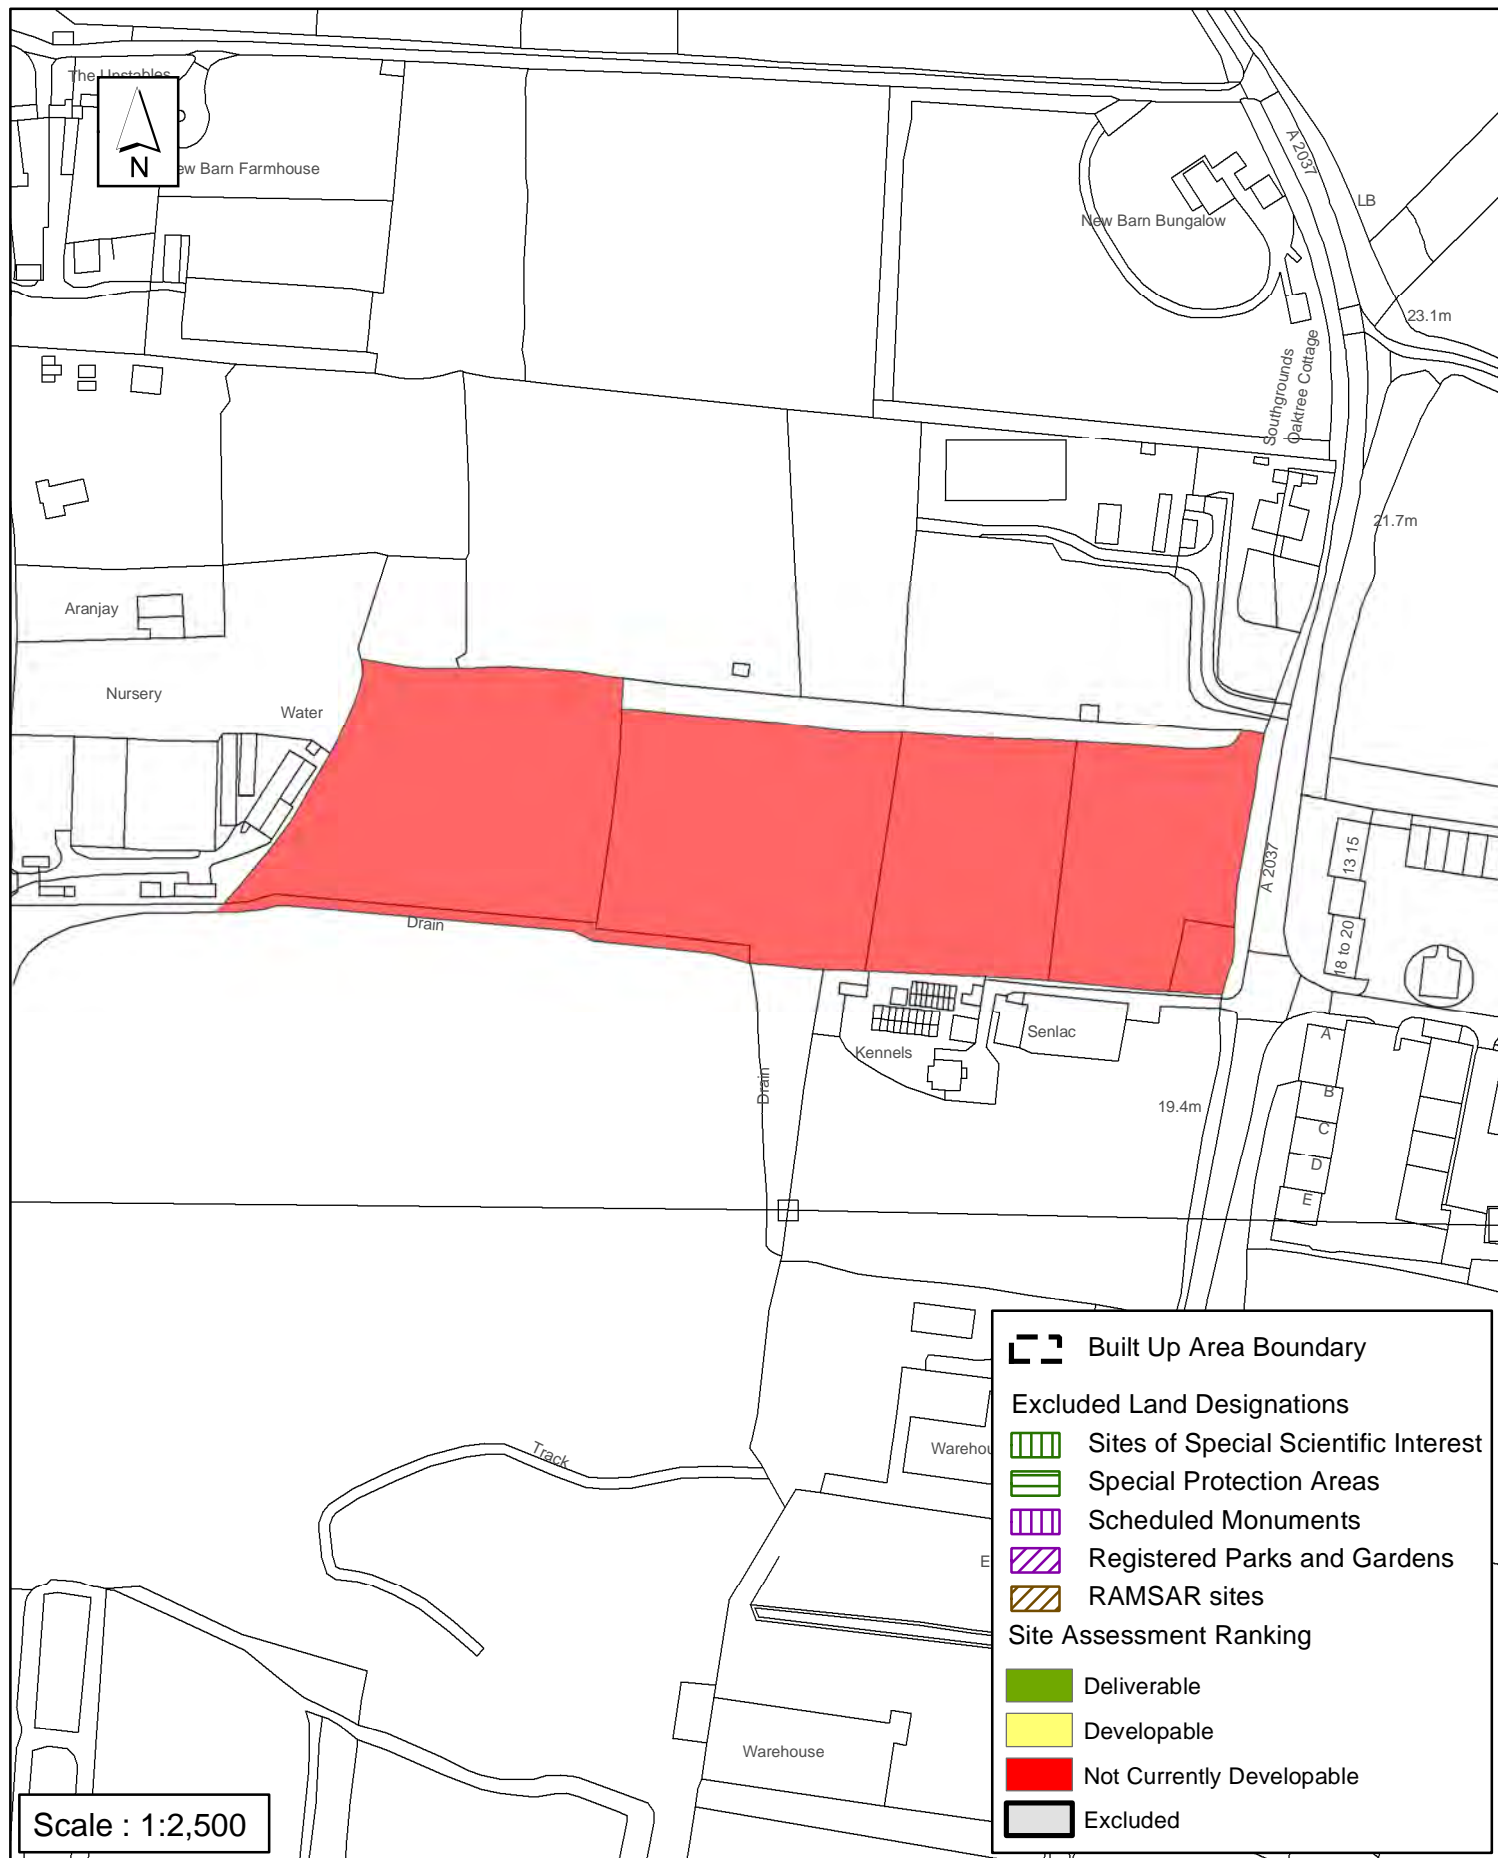 The Unstables
N
ew Barn Farmhouse
A 2037
LB
New Barn Bungalow
23.1m
Southgrounds
Oaktree Cottage
21.7m
Aranjay
Nursery
Water
A 2037
13 15
18 to 20
Drain
Senlac
Kennels
Drain
19.4m
A
B
C
D
E
Track
Warehou
E
Warehouse
Built Up Area Boundary
Excluded Land Designations
Sites of Special Scientific Interest
Special Protection Areas
Scheduled Monuments
Registered Parks and Gardens
RAMSAR sites
Site Assessment Ranking
Deliverable
Developable
Not Currently Developable
Excluded
Scale : 1:2,500